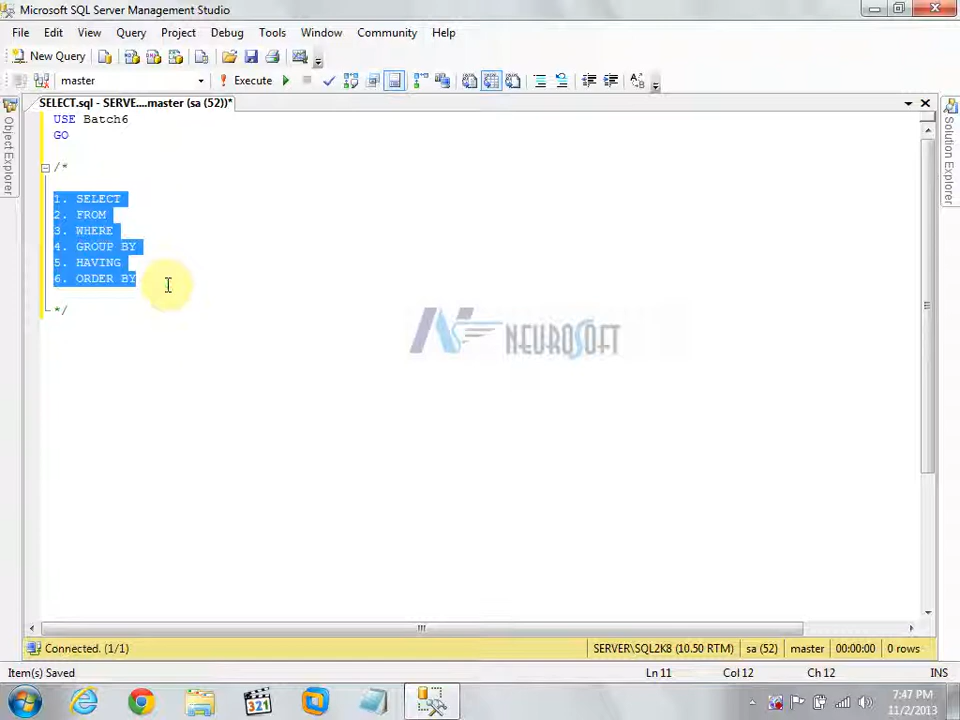 Microsoft SQL Server Management Studio
File Edit View Query Project Debug Tools Window Community Help
New Query
master Execute
SELECT.sql - SERVE....master (sa (52))*
Object Explorer
Solution Explorer
USE Batch6
GO
/*
1. SELECT
2. FROM
3. WHERE
4. GROUP BY
5. HAVING
6. ORDER BY
*/
NEUROSOFT
Connected. (1/1) SERVER\SQL2K8 (10.50 RTM) sa (52) master 00:00:00 0 rows
Item(s) Saved Ln 11 Col 12 Ch 12 INS
321
7:47 PM
11/2/2013